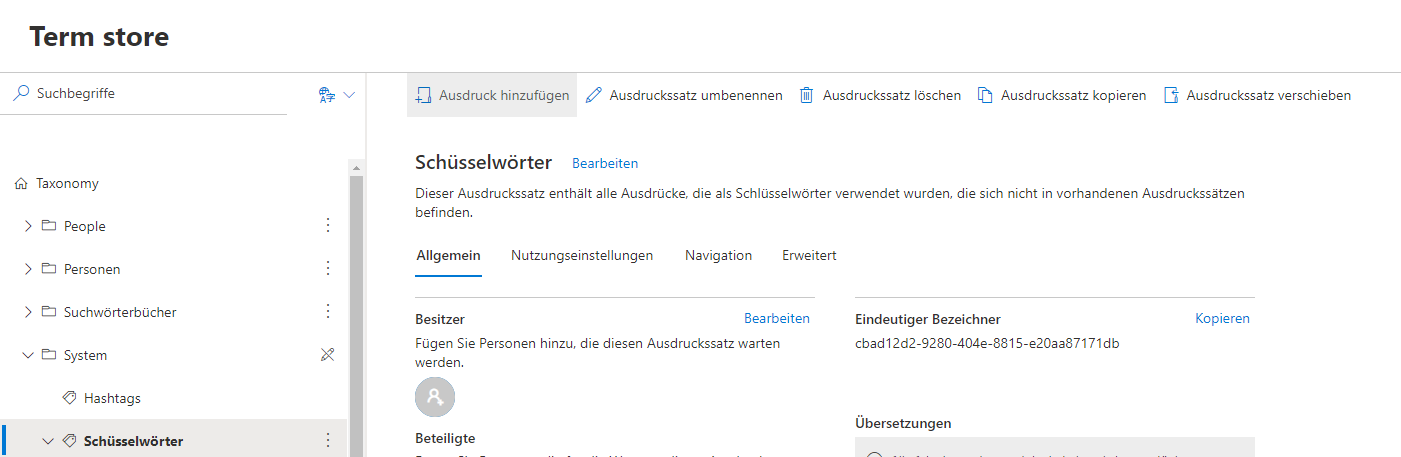 Term store
Suchbegriffe
Ausdruck hinzufügen
Ausdruckssatz umbenennen
Ausdruckssatz löschen
Ausdruckssatz kopieren
Ausdruckssatz verschieben
Taxonomy
People
Personen
Suchwörterbücher
System
Hashtags
Schüsselwörter
Schüsselwörter Bearbeiten
Dieser Ausdruckssatz enthält alle Ausdrücke, die als Schlüsselwörter verwendet wurden, die sich nicht in vorhandenen Ausdruckssätzen
befinden.
Allgemein
Nutzungseinstellungen
Navigation
Erweitert
Besitzer Bearbeiten
Fügen Sie Personen hinzu, die diesen Ausdruckssatz warten
werden.
Beteiligte
Eindeutiger Bezeichner Kopieren
cbad12d2-9280-404e-8815-e20aa87171db
Übersetzungen